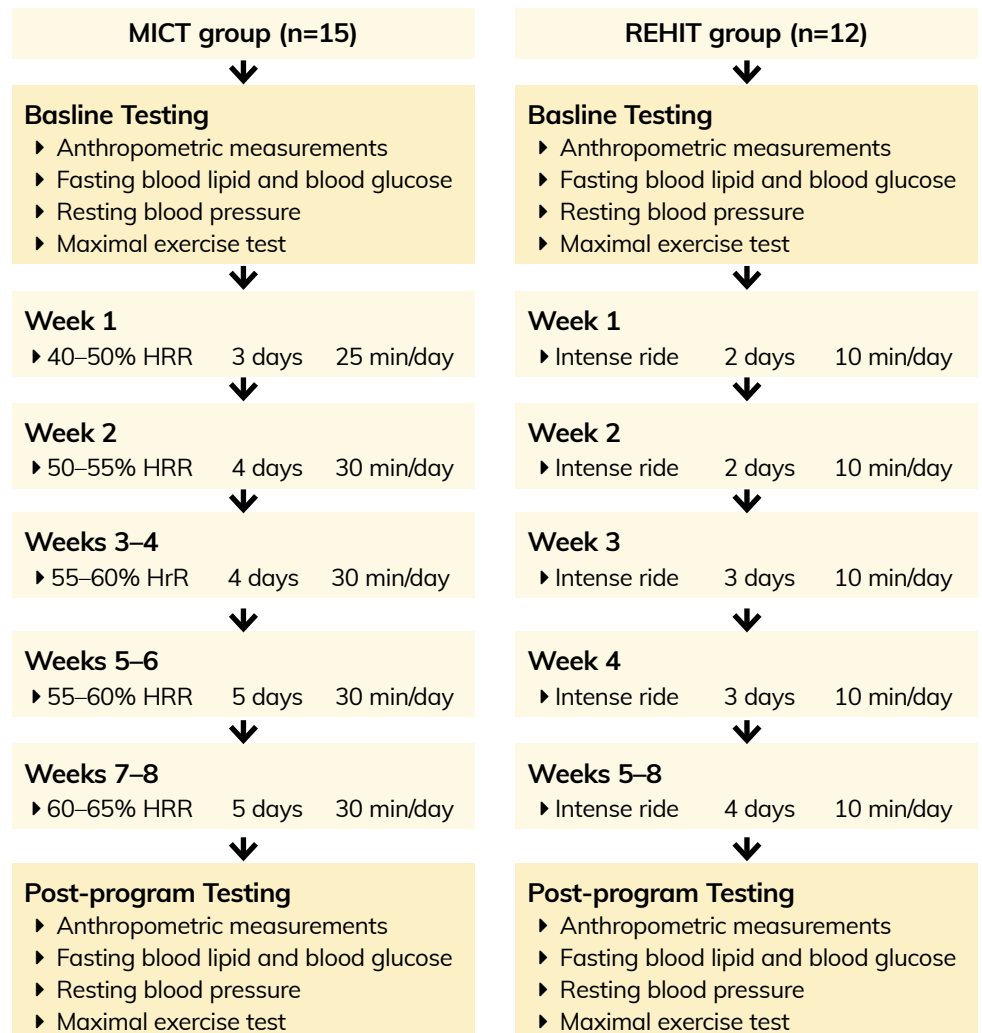 MICT group (n=15)
Basline Testing
Anthropometric measurements
Fasting blood lipid and blood glucose
Resting blood pressure
Maximal exercise test
Week 1
40–50% HRR 3 days 25 min/day
Week 2
50–55% HRR 4 days 30 min/day
Weeks 3–4
55–60% HrR 4 days 30 min/day
Weeks 5–6
55–60% HRR 5 days 30 min/day
Weeks 7–8
60–65% HRR 5 days 30 min/day
Post-program Testing
Anthropometric measurements
Fasting blood lipid and blood glucose
Resting blood pressure
Maximal exercise test
REHIT group (n=12)
Basline Testing
Anthropometric measurements
Fasting blood lipid and blood glucose
Resting blood pressure
Maximal exercise test
Week 1
Intense ride 2 days 10 min/day
Week 2
Intense ride 2 days 10 min/day
Week 3
Intense ride 3 days 10 min/day
Week 4
Intense ride 3 days 10 min/day
Weeks 5–8
Intense ride 4 days 10 min/day
Post-program Testing
Anthropometric measurements
Fasting blood lipid and blood glucose
Resting blood pressure
Maximal exercise test